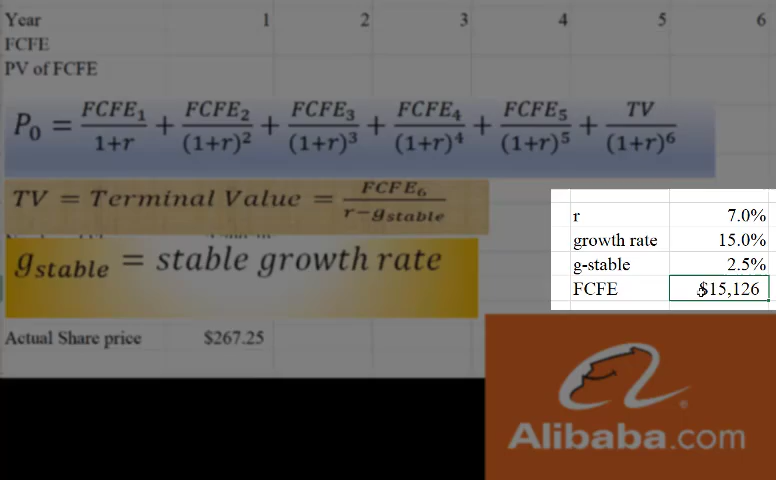 Year 1 2 3 4 5 6
FCFE
PV of FCFE
P₀ = FCFE₁/1+r + FCFE₂/(1+r)² + FCFE₃/(1+r)³ + FCFE₄/(1+r)⁴ + FCFE₅/(1+r)⁵ + TV/(1+r)⁶
TV = Terminal Value = FCFE₆/r−g_stable
g_stable = stable growth rate
r 7.0%
growth rate 15.0%
g-stable 2.5%
FCFE $15,126
Actual Share price $267.25
Alibaba.com